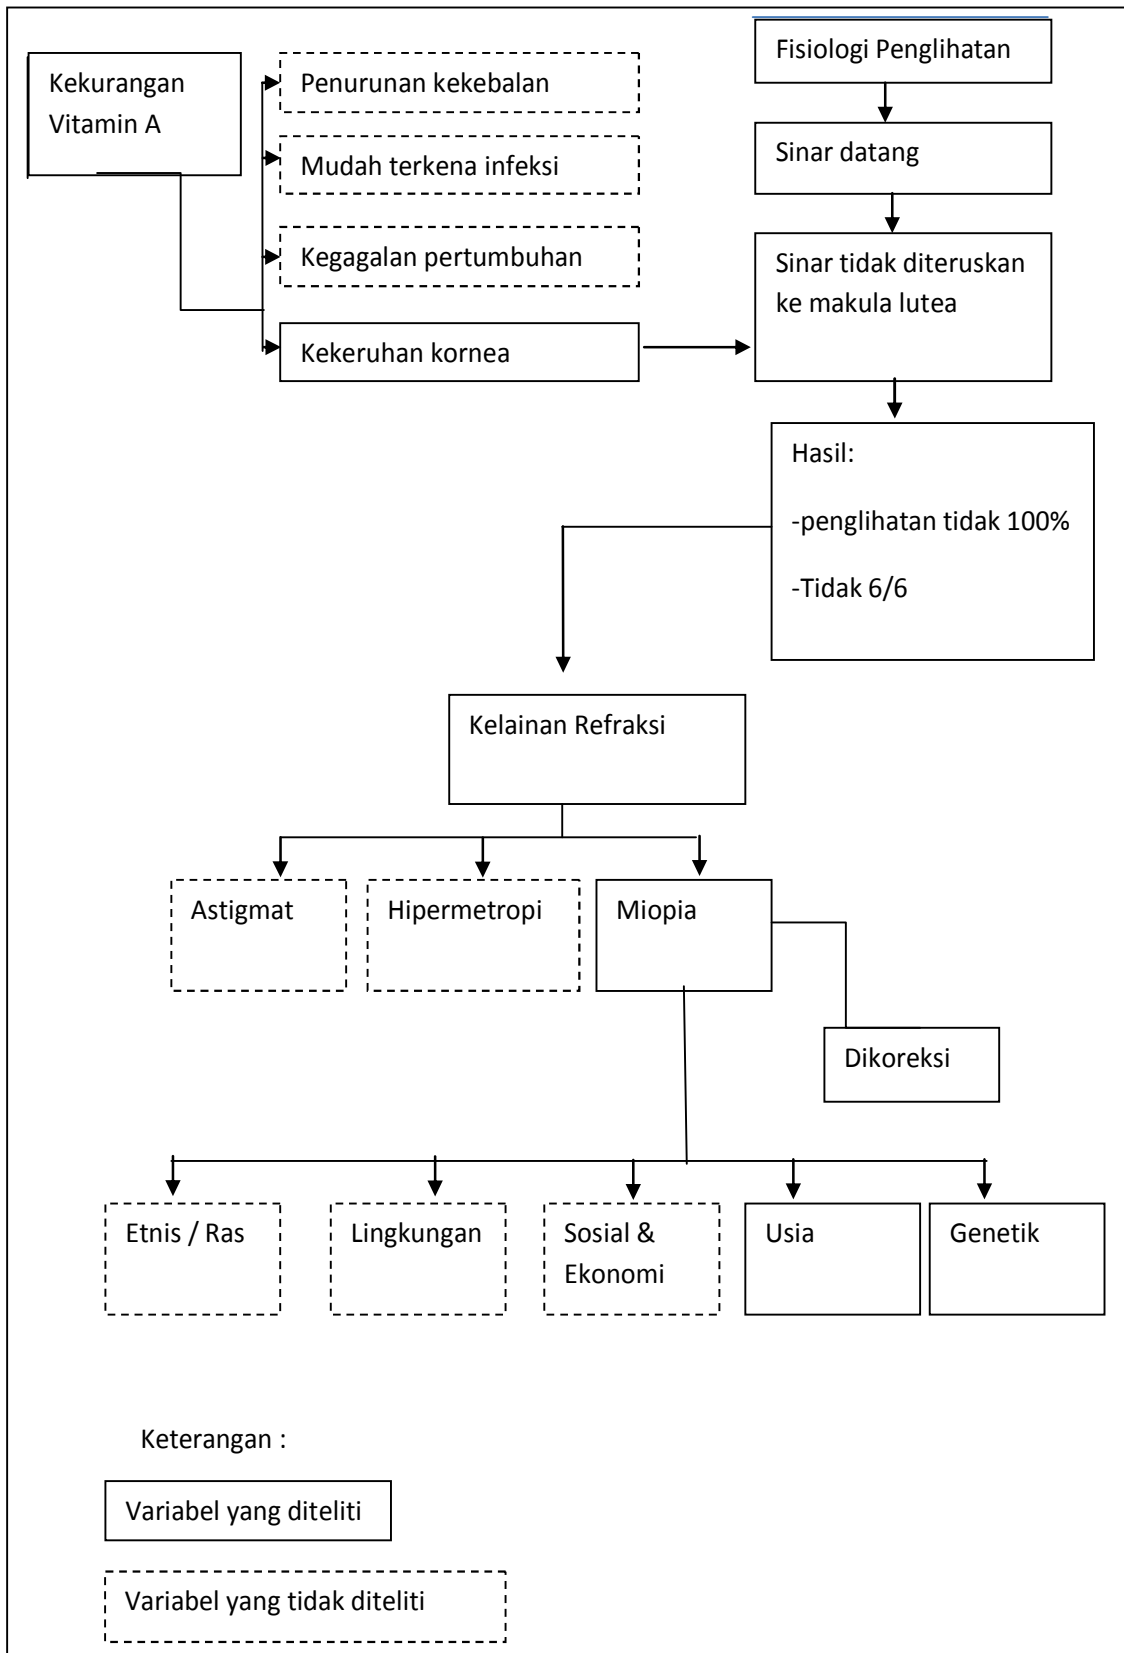 Kekurangan
Vitamin A
Penurunan kekebalan
Mudah terkena infeksi
Kegagalan pertumbuhan
Kekeruhan kornea
Fisiologi Penglihatan
Sinar datang
Sinar tidak diteruskan
ke makula lutea
Hasil:
-penglihatan tidak 100%
-Tidak 6/6
Kelainan Refraksi
Astigmat
Hipermetropi
Miopia
Dikoreksi
Etnis / Ras
Lingkungan
Sosial &
Ekonomi
Usia
Genetik
Keterangan :
Variabel yang diteliti
Variabel yang tidak diteliti